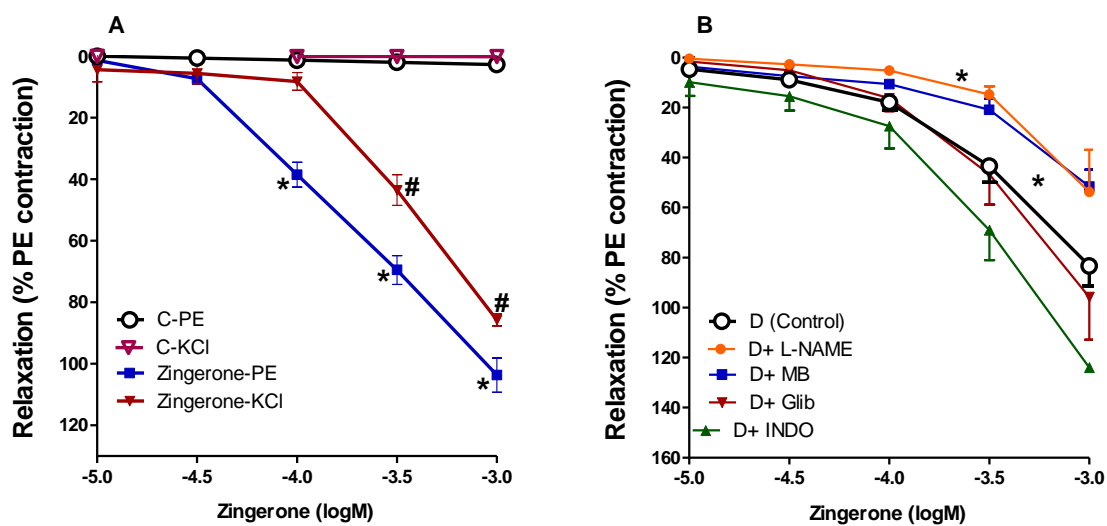 A
Relaxation (% PE contraction)
0
20
40
60
80
100
120
*
*
*
#
#
C-PE
C-KCl
Zingerone-PE
Zingerone-KCl
-5.0 -4.5 -4.0 -3.5 -3.0
Zingerone (logM)
B
Relaxation (% PE contraction)
0
20
40
60
80
100
120
140
160
*
*
D (Control)
D+ L-NAME
D+ MB
D+ Glib
D+ INDO
-5.0 -4.5 -4.0 -3.5 -3.0
Zingerone (logM)